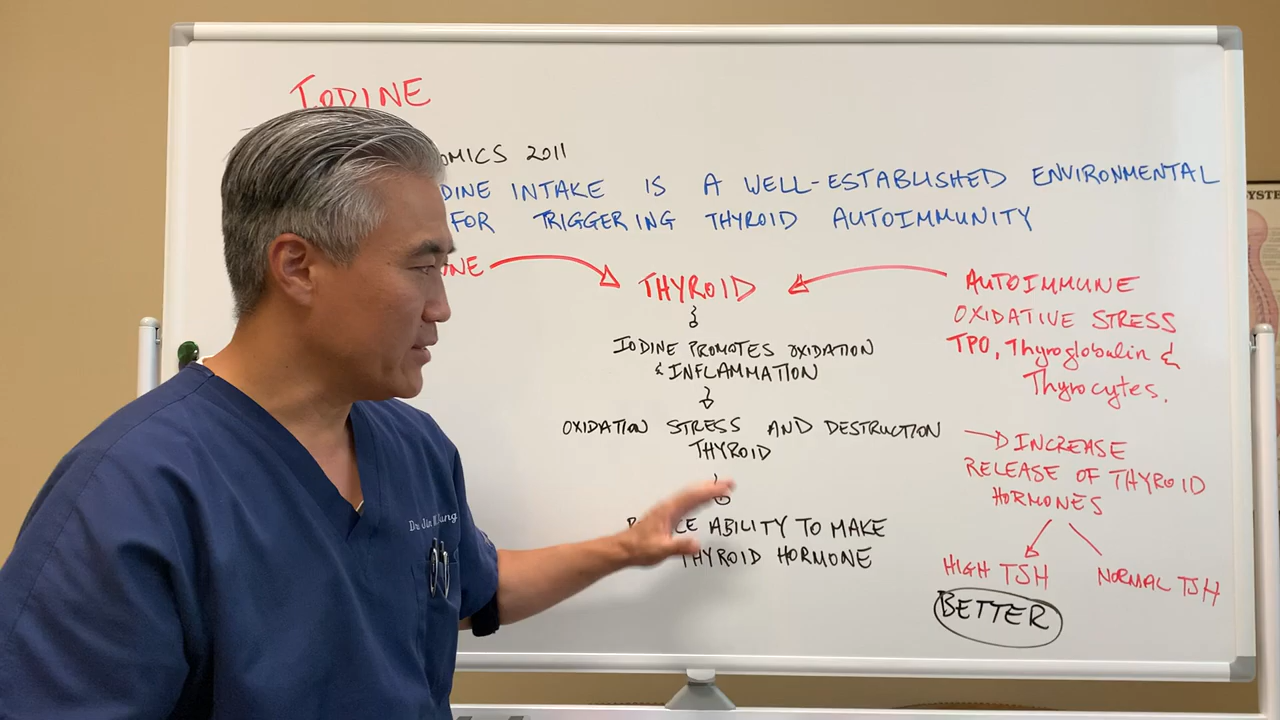 IODINE
OMICS 2011
DINE INTAKE IS A WELL-ESTABLISHED ENVIRONMENTAL
FOR TRIGGERING THYROID AUTOIMMUNITY
INE
THYROID
AUTOIMMUNE
OXIDATIVE STRESS
TPO, Thyroglobulin &
Thyrocytes.
IODINE PROMOTES OXIDATION
& INFLAMMATION
OXIDATION STRESS AND DESTRUCTION
THYROID
INCREASE
RELEASE OF THYROID
HORMONES
ABILITY TO MAKE
THYROID HORMONE
HIGH TSH
NORMAL TSH
BETTER
YSTE